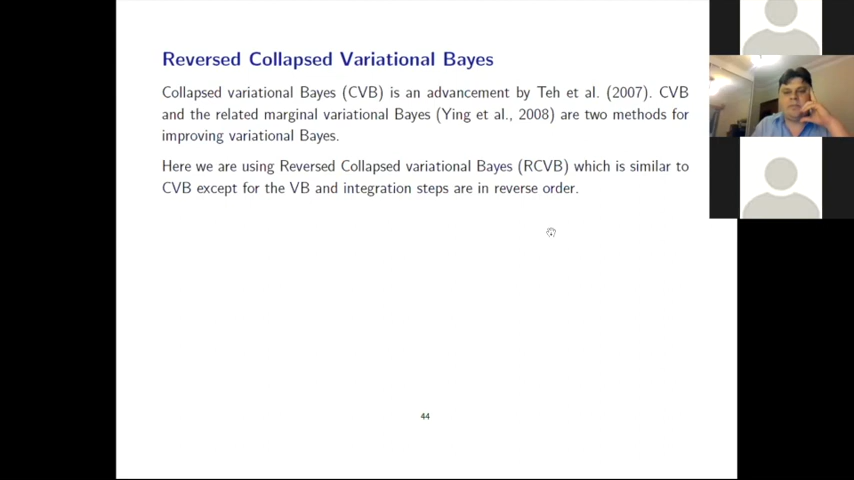 Reversed Collapsed Variational Bayes
Collapsed variational Bayes (CVB) is an advancement by Teh et al. (2007). CVB
and the related marginal variational Bayes (Ying et al., 2008) are two methods for
improving variational Bayes.
Here we are using Reversed Collapsed variational Bayes (RCVB) which is similar to
CVB except for the VB and integration steps are in reverse order.
44